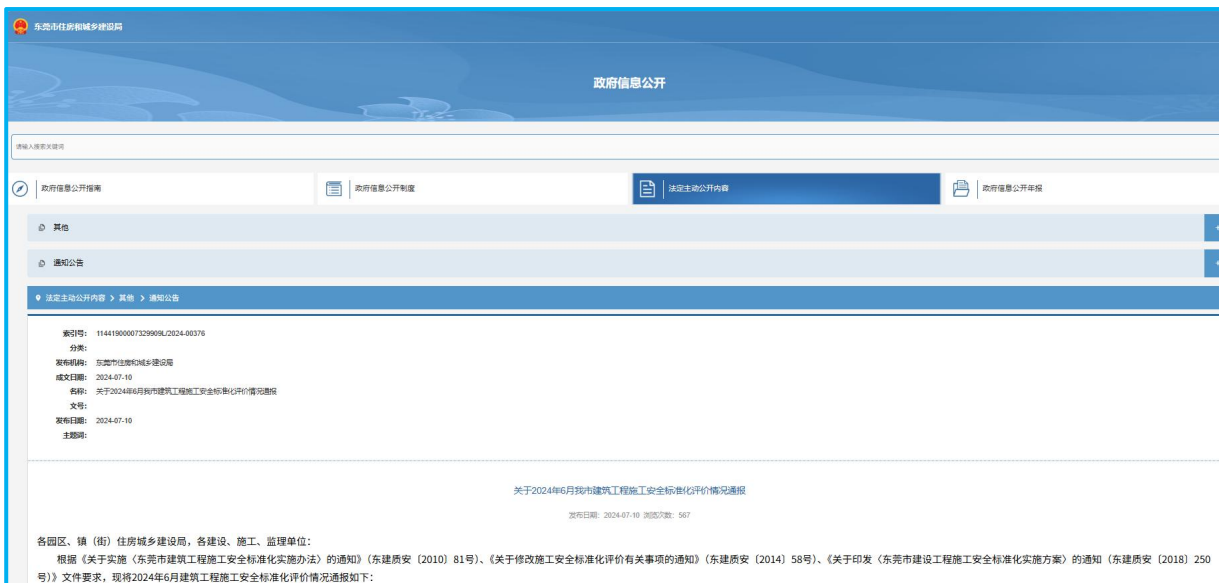 东莞市住房和城乡建设局
政府信息公开
请输入搜索关键词
政府信息公开指南
政府信息公开制度
法定主动公开内容
政府信息公开年报
其他
通知公告
法定主动公开内容 > 其他 > 通知公告
索引号： 11441900007329909L/2024-00376
分类：
发布机构： 东莞市住房和城乡建设局
成文日期： 2024-07-10
名称： 关于2024年6月我市建筑工程施工安全标准化评价情况通报
文号：
发布日期： 2024-07-10
主题词：
关于2024年6月我市建筑工程施工安全标准化评价情况通报
发布日期：2024-07-10 浏览次数：567
各园区、镇（街）住房城乡建设局，各建设、施工、监理单位：
根据《关于实施〈东莞市建筑工程施工安全标准化实施办法〉的通知》（东建质安〔2010〕81号）、《关于修改施工安全标准化评价有关事项的通知》（东建质安〔2014〕58号）、《关于印发〈东莞市建设工程施工安全标准化实施方案〉的通知（东建质安〔2018〕250
号）》文件要求，现将2024年6月建筑工程施工安全标准化评价情况通报如下：